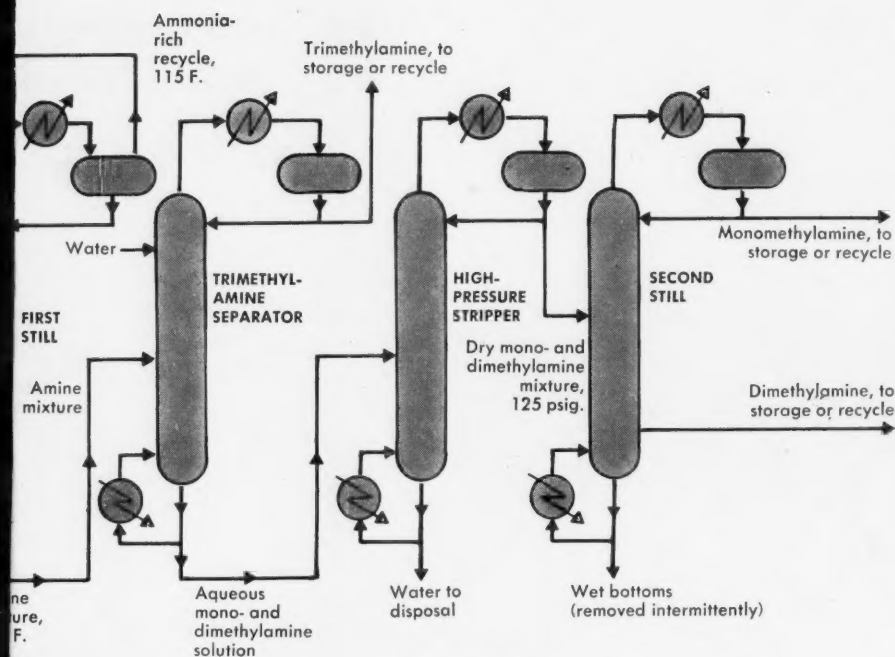 Ammonia-
rich
recycle,
115 F.
Trimethylamine, to
storage or recycle
Water
TRIMETHYL-
AMINE
SEPARATOR
HIGH-
PRESSURE
STRIPPER
SECOND
STILL
Monomethylamine, to
storage or recycle
FIRST
STILL
Amine
mixture
Dry mono- and
dimethylamine
mixture,
125 psig.
Dimethylamine, to
storage or recycle
F.
Aqueous
mono- and
dimethylamine
solution
Water to
disposal
Wet bottoms
(removed intermittently)